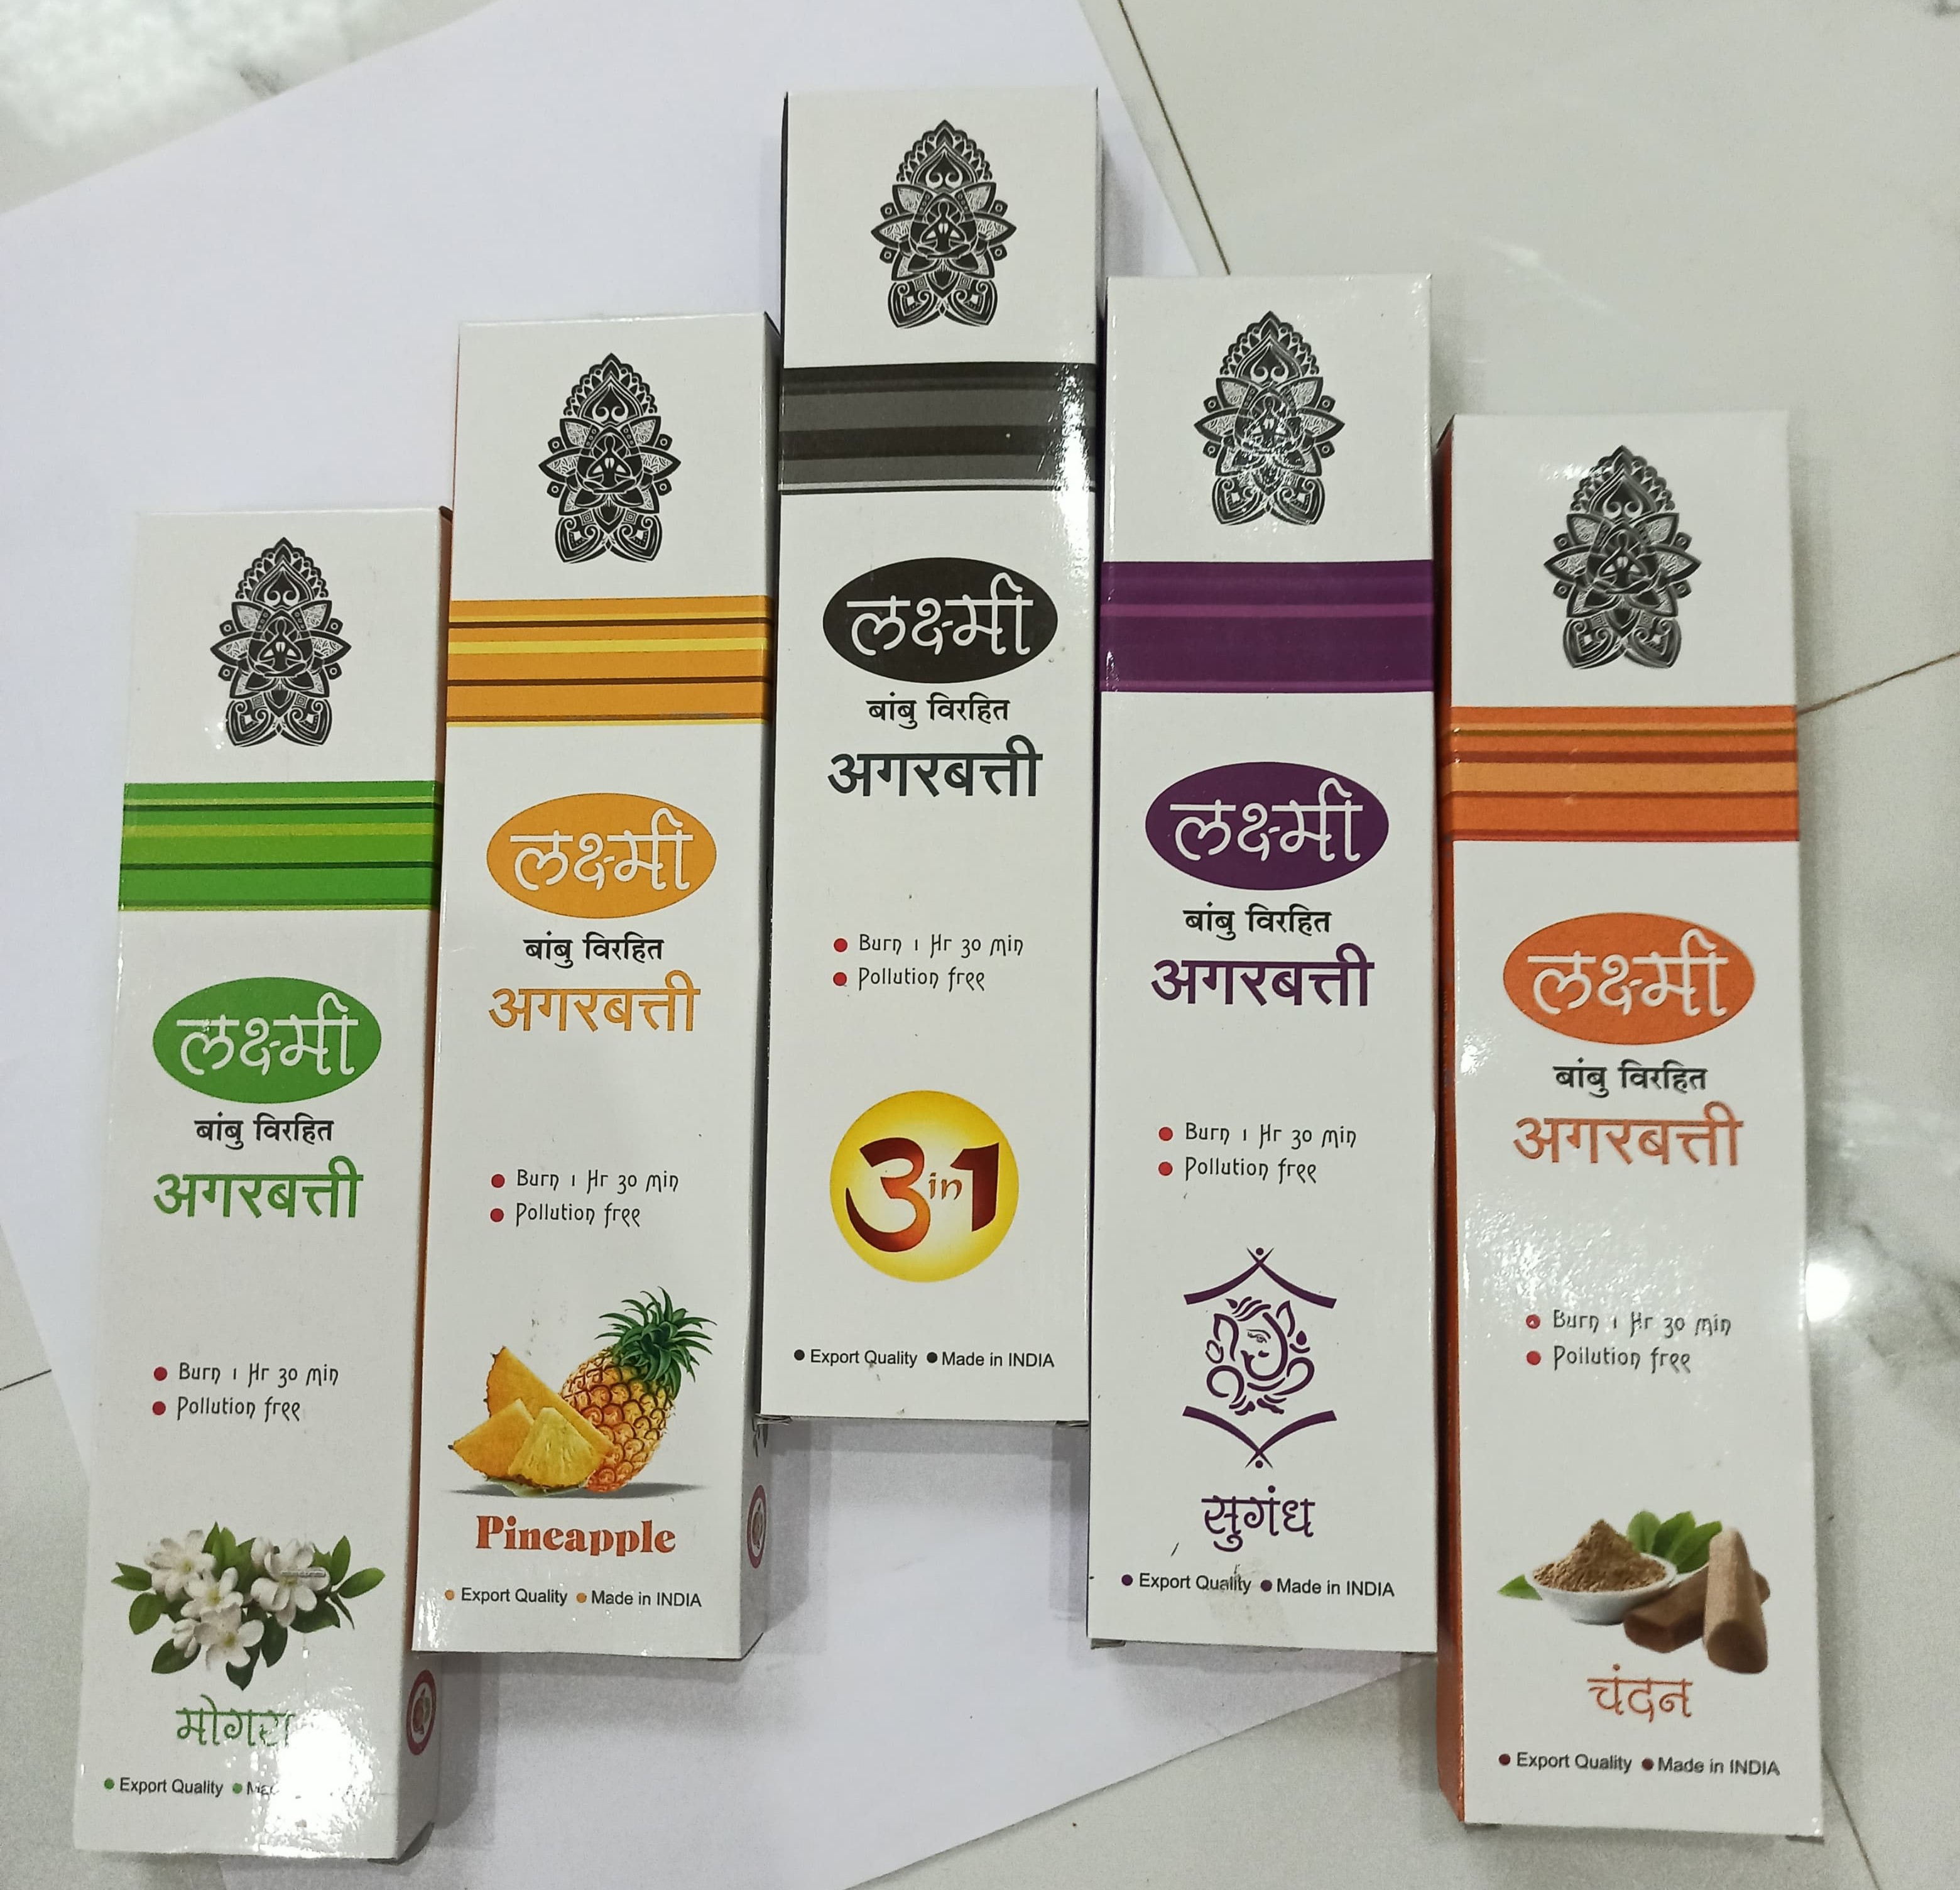 लक्ष्मी
बांबु विरहित
अगरबत्ती
Burn 1 Hr 30 min
Pollution free
मोगरा
Export Quality
लक्ष्मी
बांबु विरहित
अगरबत्ती
Burn 1 Hr 30 min
Pollution free
Pineapple
Export Quality Made in INDIA
लक्ष्मी
बांबु विरहित
अगरबत्ती
Burn 1 Hr 30 min
Pollution free
3 in 1
Export Quality Made in INDIA
लक्ष्मी
बांबु विरहित
अगरबत्ती
Burn 1 Hr 30 min
Pollution free
सुगंध
Export Quality Made in INDIA
लक्ष्मी
बांबु विरहित
अगरबत्ती
Burn 1 Hr 30 min
Pollution free
चंदन
Export Quality Made in INDIA